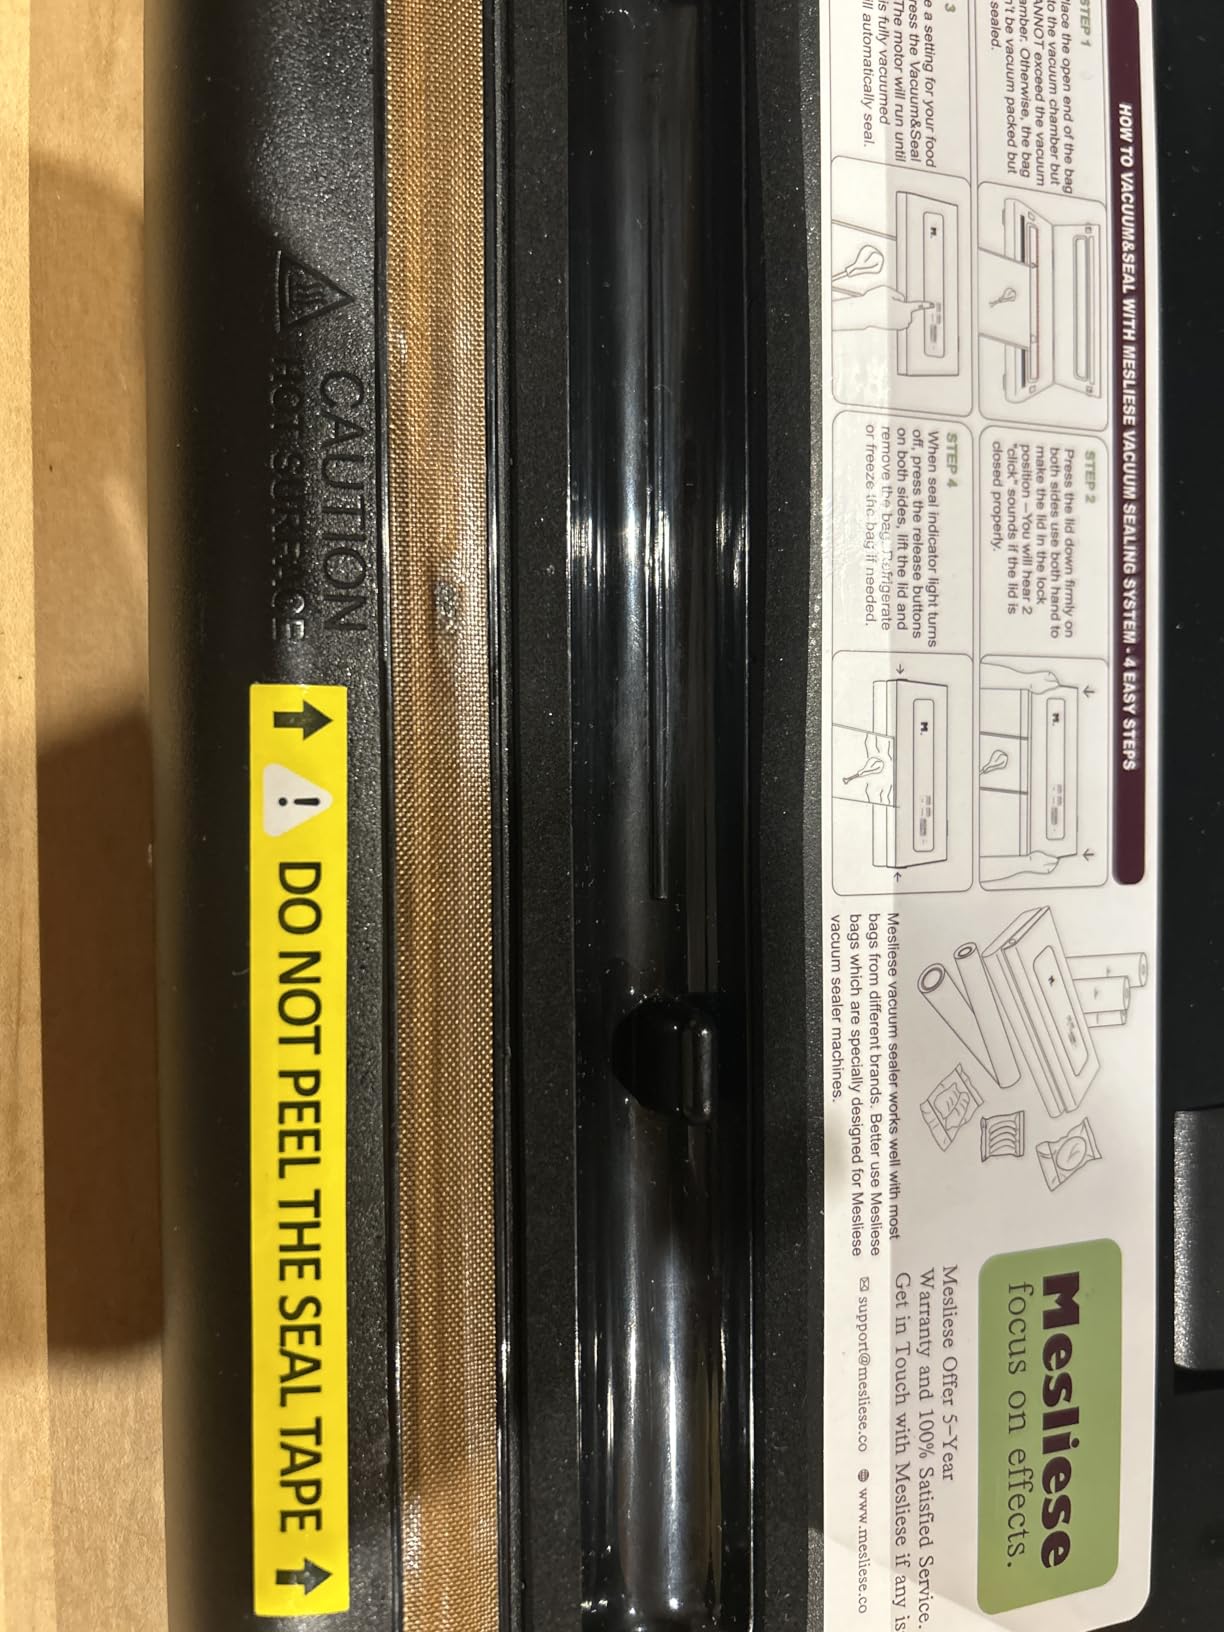 HOW TO VACUUM&SEAL WITH MESLIESE VACUUM SEALING SYSTEM - 4 EASY STEPS
STEP 1
the open end of the bag
to the vacuum chamber but
exceed the vacuum
Otherwise, the bag
be vacuum packed but
sealed.
STEP 2
Press the lid down firmly on
both sides use both hand to
make the lid in the lock
position –You will hear 2
"click" sounds if the lid is
closed properly.
3
a setting for your food
the Vacuum&Seal
The motor will run until
is fully vacuumed
automatically seal.
STEP 4
When seal indicator light turns
off, press the release buttons
on both sides, lift the lid and
remove the bag. Refrigerate
or freeze the bag if needed.
M.
M.
M.
Mesliese vacuum sealer works well with most
bags from different brands. Better use Mesliese
bags which are specially designed for Mesliese
vacuum sealer machines.
Mesliese
focus on effects.
Mesliese Offer 5-Year
Warranty and 100% Satisfied Service.
Get in Touch with Mesliese if any
support@mesliese.co www.mesliese.co
CAUTION
HOT SURFACE
DO NOT PEEL THE SEAL TAPE